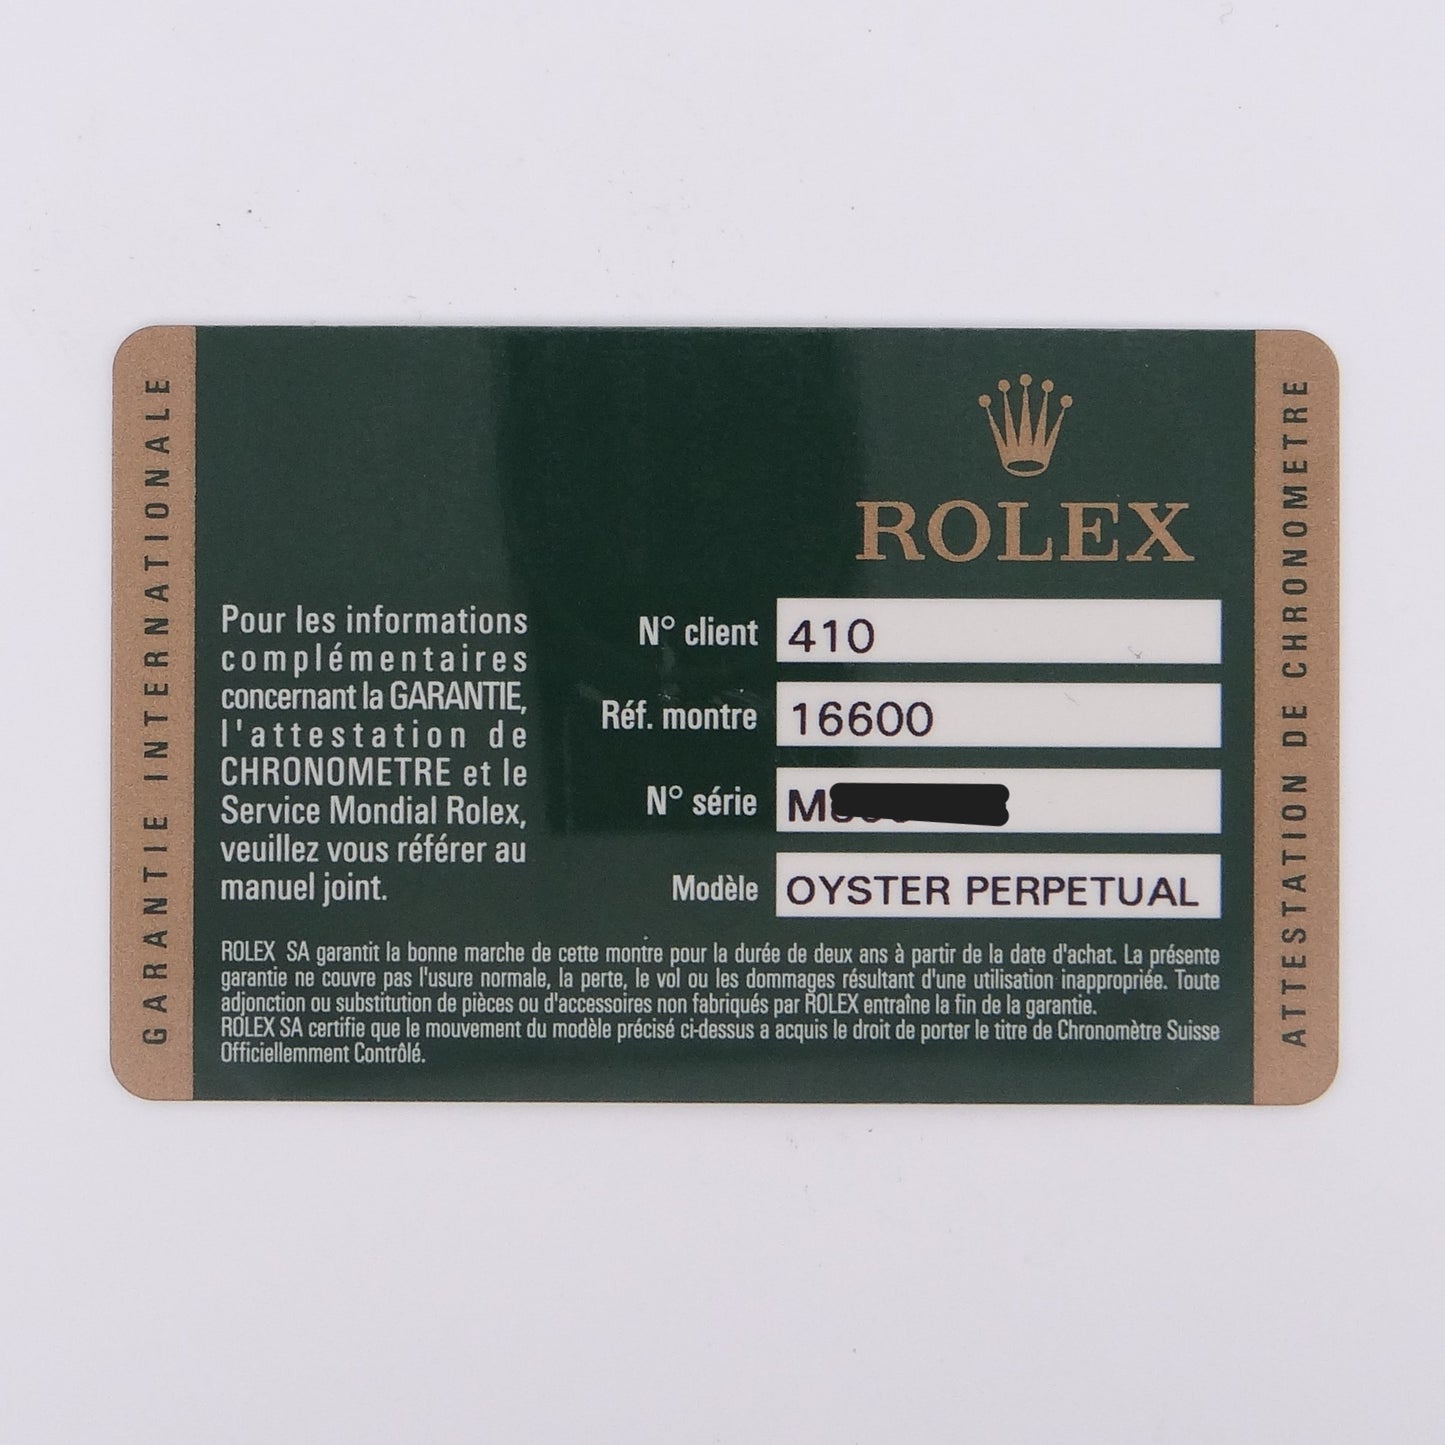 GARANTIE INTERNATIONALE
ROLEX
Pour les informations
complémentaires
concernant la GARANTIE,
l'attestation de
CHRONOMETRE et le
Service Mondial Rolex,
veuillez vous référer au
manuel joint.
N° client 410
Réf. montre 16600
N° série
Modèle OYSTER PERPETUAL
ROLEX SA garantit la bonne marche de cette montre pour la durée de deux ans à partir de la date d'achat. La présente
garantie ne couvre pas l'usure normale, la perte, le vol ou les dommages résultant d'une utilisation inappropriée. Toute
adjonction ou substitution de pièces ou d'accessoires non fabriqués par ROLEX entraîne la fin de la garantie.
ROLEX SA certifie que le mouvement du modèle précisé ci-dessus a acquis le droit de porter le titre de Chronomètre Suisse
Officiellemment Contrôlé.
ATTESTATION DE CHRONOMETRE